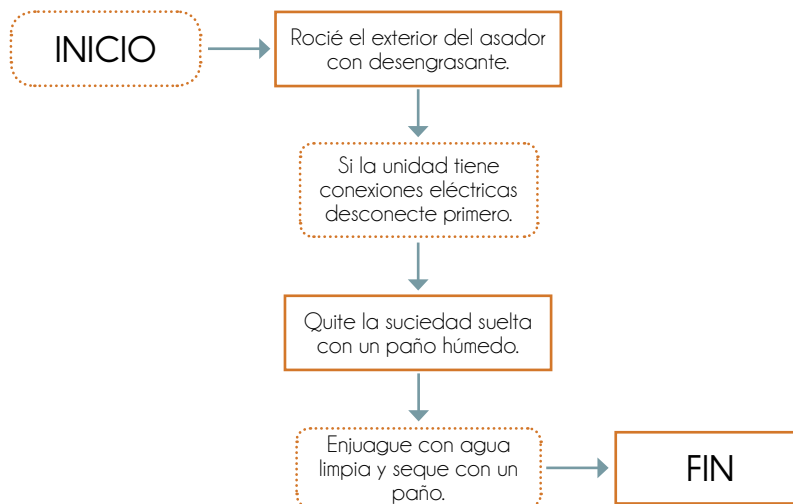 INICIO
Rocié el exterior del asador
con desengrasante.
Si la unidad tiene
conexiones eléctricas
desconecte primero.
Quite la suciedad suelta
con un paño húmedo.
Enjuague con agua
limpia y seque con un
paño.
FIN